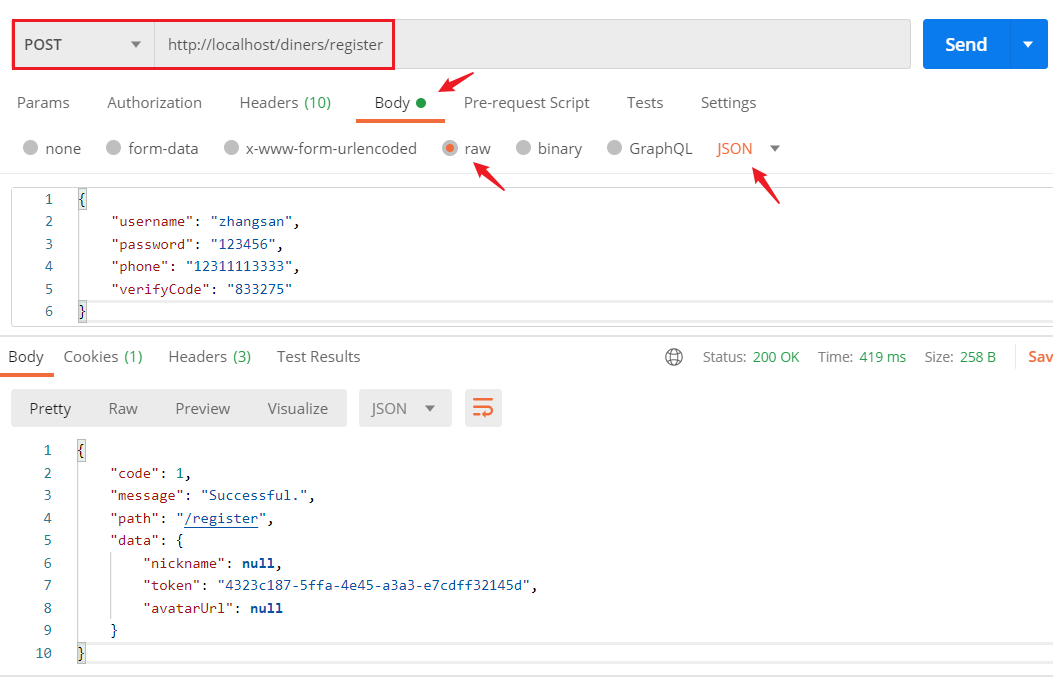 POST http://localhost/diners/register Send
Params Authorization Headers (10) Body Pre-request Script Tests Settings
none form-data x-www-form-urlencoded raw binary GraphQL JSON
1 {
2 "username": "zhangsan",
3 "password": "123456",
4 "phone": "12311113333",
5 "verifyCode": "833275"
6 }
Body Cookies (1) Headers (3) Test Results Status: 200 OK Time: 419 ms Size: 258 B Sav
Pretty Raw Preview Visualize JSON
1 {
2 "code": 1,
3 "message": "Successful.",
4 "path": "/register",
5 "data": {
6 "nickname": null,
7 "token": "4323c187-5ffa-4e45-a3a3-e7cdff32145d",
8 "avatarUrl": null
9 }
10 }